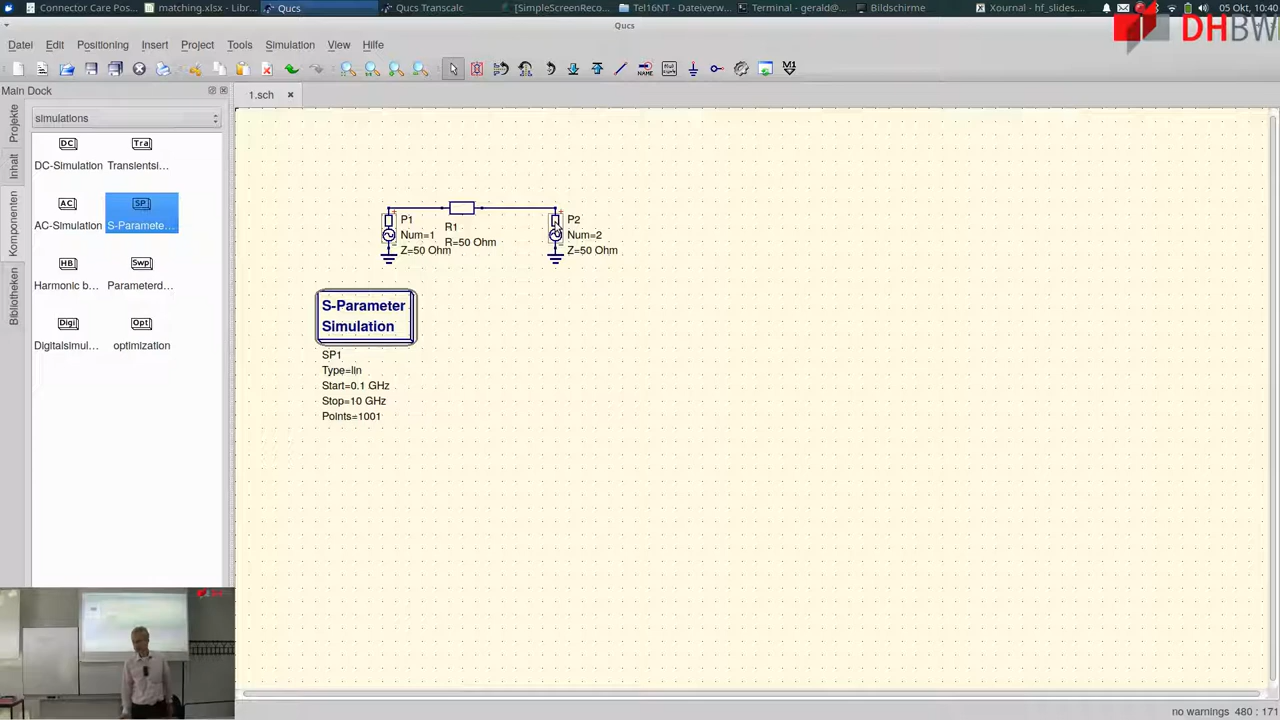 Connector Care Pos...
matching.xlsx - Libr...
Qucs
Qucs Transcalc
[SimpleScreenReco...
Tel16NT - Dateiverw...
Terminal - gerald@...
Bildschirme
Xournal - hf_slides....
05 Okt, 10:40
Qucs
DHBW
Datei Edit Positioning Insert Project Tools Simulation View Hilfe
NAME
M1
Main Dock
1.sch
Projekte
Inhalt
Komponenten
Bibliotheken
simulations
DC
Tra
DC-Simulation
Transientsi...
AC
SP
AC-Simulation
S-Paramete...
HB
Swp
Harmonic b...
Parameterd...
Digi
Opt
Digitalsimul...
optimization
P1
Num=1
Z=50 Ohm
R1
R=50 Ohm
P2
Num=2
Z=50 Ohm
S-Parameter
Simulation
SP1
Type=lin
Start=0.1 GHz
Stop=10 GHz
Points=1001
no warnings 480 : 171